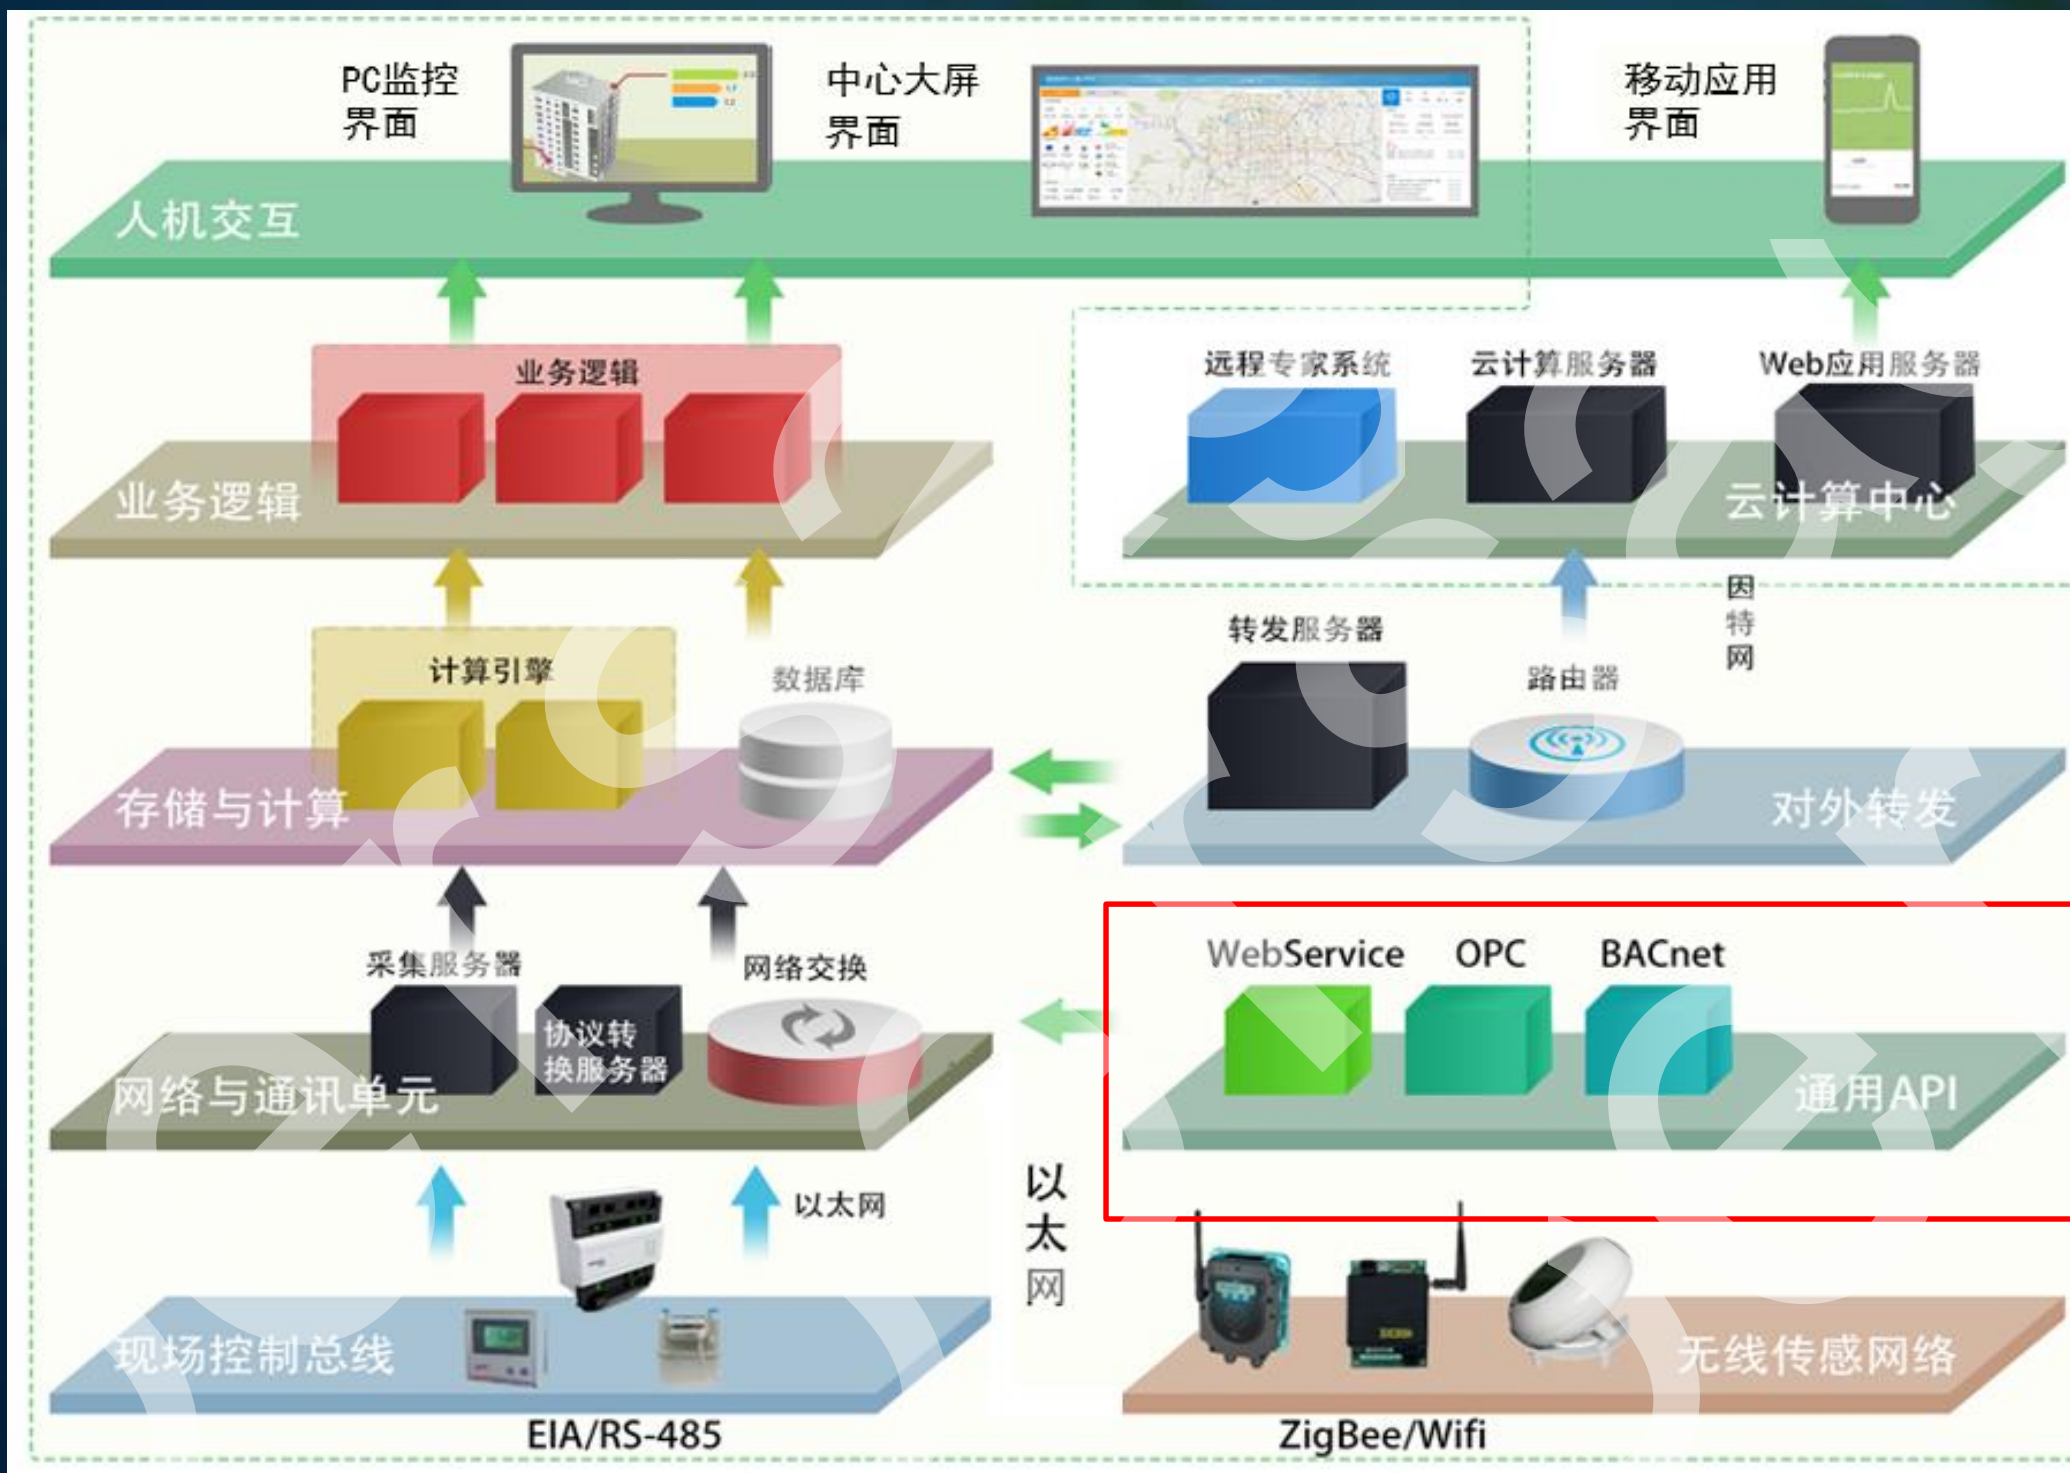 PC监控
界面
中心大屏
界面
移动应用
界面
人机交互
业务逻辑
远程专家系统
云计算服务器
Web应用服务器
业务逻辑
云计算中心
因
特
网
计算引擎
数据库
转发服务器
路由器
存储与计算
对外转发
采集服务器
网络交换
WebService
OPC
BACnet
协议转
换服务器
网络与通讯单元
通用API
以太网
以
太
网
现场控制总线
无线传感网络
EIA/RS-485
ZigBee/Wifi